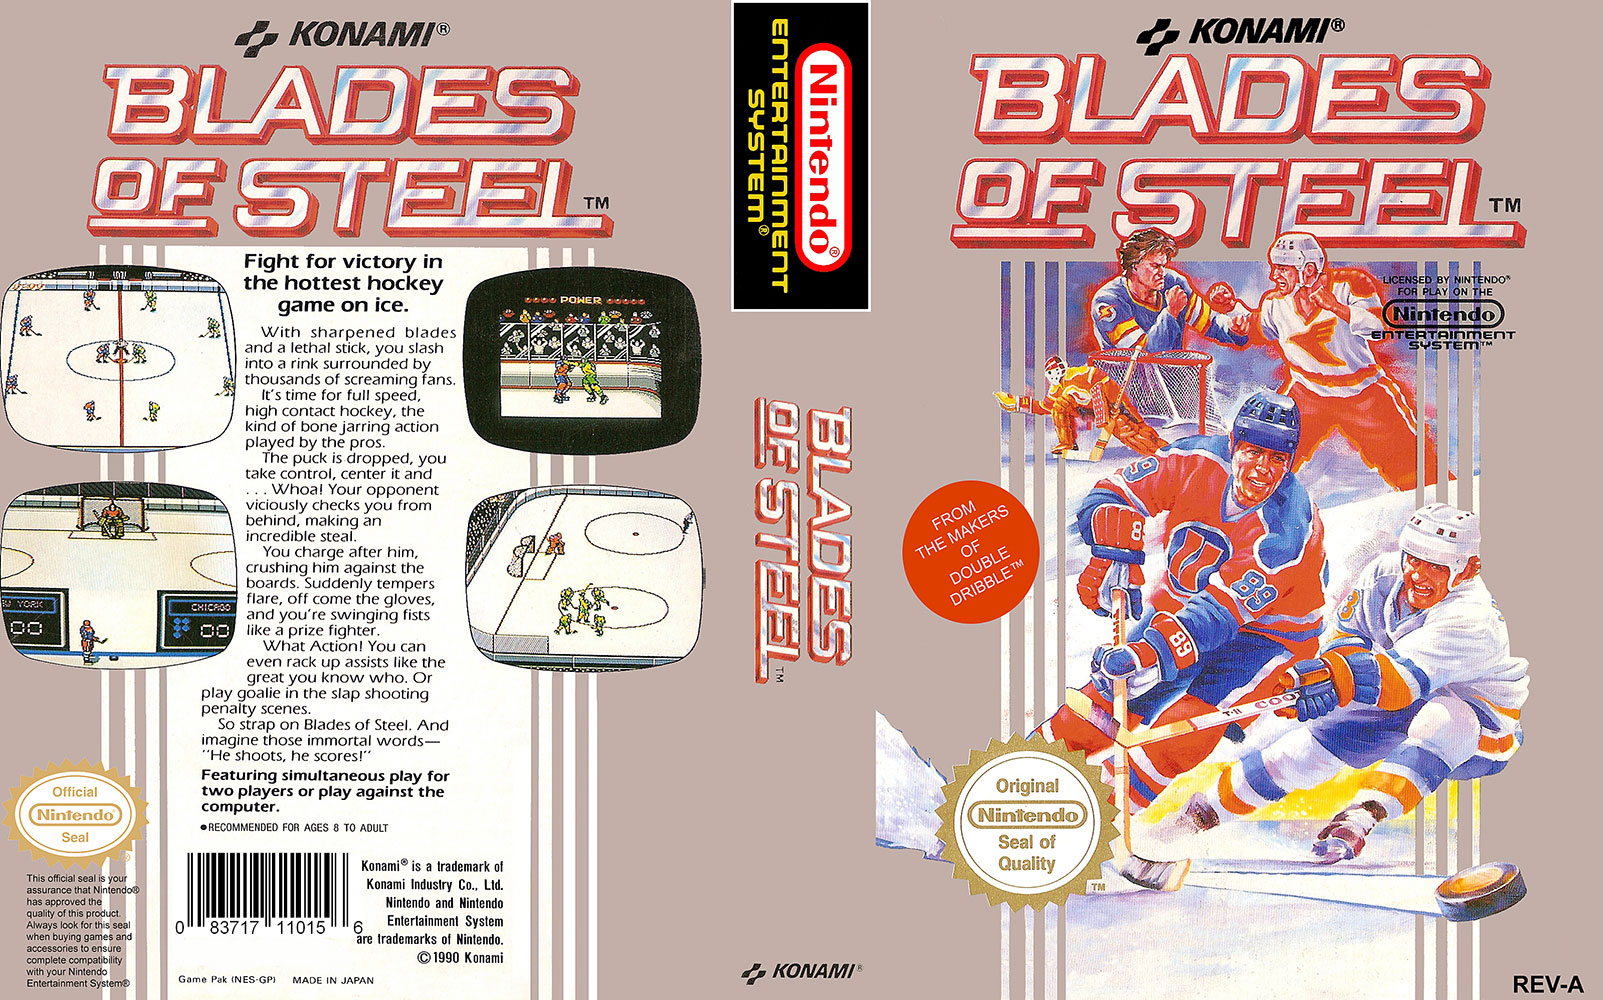 KONAMI®
BLADES
OF STEEL™
Fight for victory in
the hottest hockey
game on ice.
With sharpened blades
and a lethal stick, you slash
into a rink surrounded by
thousands of screaming fans.
It's time for full speed,
high contact hockey, the
kind of bone jarring action
played by the pros.
The puck is dropped, you
take control, center it and
. . . Whoa! Your opponent
viciously checks you from
behind, making an
incredible steal.
You charge after him,
crushing him against the
boards. Suddenly tempers
flare, off come the gloves,
and you're swinging fists
like a prize fighter.
What Action! You can
even rack up assists like the
great you know who. Or
play goalie in the slap shooting
penalty scenes.
So strap on Blades of Steel. And
imagine those immortal words—
"He shoots, he scores!"
Featuring simultaneous play for
two players or play against the
computer.
●RECOMMENDED FOR AGES 8 TO ADULT
POWER
YORK
00
CHICAGO
00
Official
Nintendo®
Seal
This official seal is your
assurance that Nintendo®
has approved the
quality of this product.
Always look for this seal
when buying games and
accessories to ensure
complete compatibility
with your Nintendo
Entertainment System®
0 83717 11015 6
Konami® is a trademark of
Konami Industry Co., Ltd.
Nintendo and Nintendo
Entertainment System
are trademarks of Nintendo.
©1990 Konami
Game Pak (NES-GP) MADE IN JAPAN
Nintendo®
ENTERTAINMENT
SYSTEM®
BLADES
OF STEEL™
KONAMI®
KONAMI®
BLADES
OF STEEL™
LICENSED BY NINTENDO®
FOR PLAY ON THE
Nintendo
ENTERTAINMENT
SYSTEM™
FROM
THE MAKERS
OF
DOUBLE
DRIBBLE™
89
8
89
89
8
T-11 COO
Original
Nintendo®
Seal of
Quality
TM
REV-A